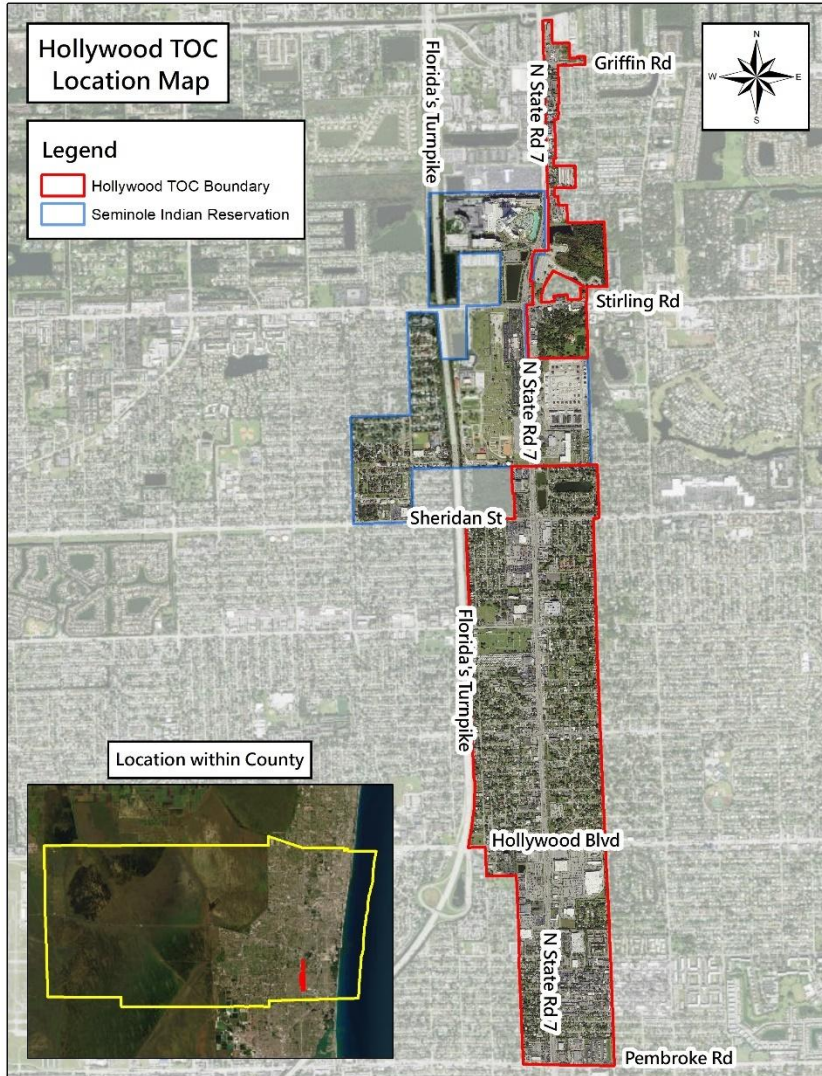 Hollywood TOC
Location Map
Legend
Hollywood TOC Boundary
Seminole Indian Reservation
Florida's Turnpike
N State Rd 7
Griffin Rd
N
W
E
S
Stirling Rd
N State Rd 7
Sheridan St
Florida's Turnpike
Location within County
Hollywood Blvd
N State Rd 7
Pembroke Rd